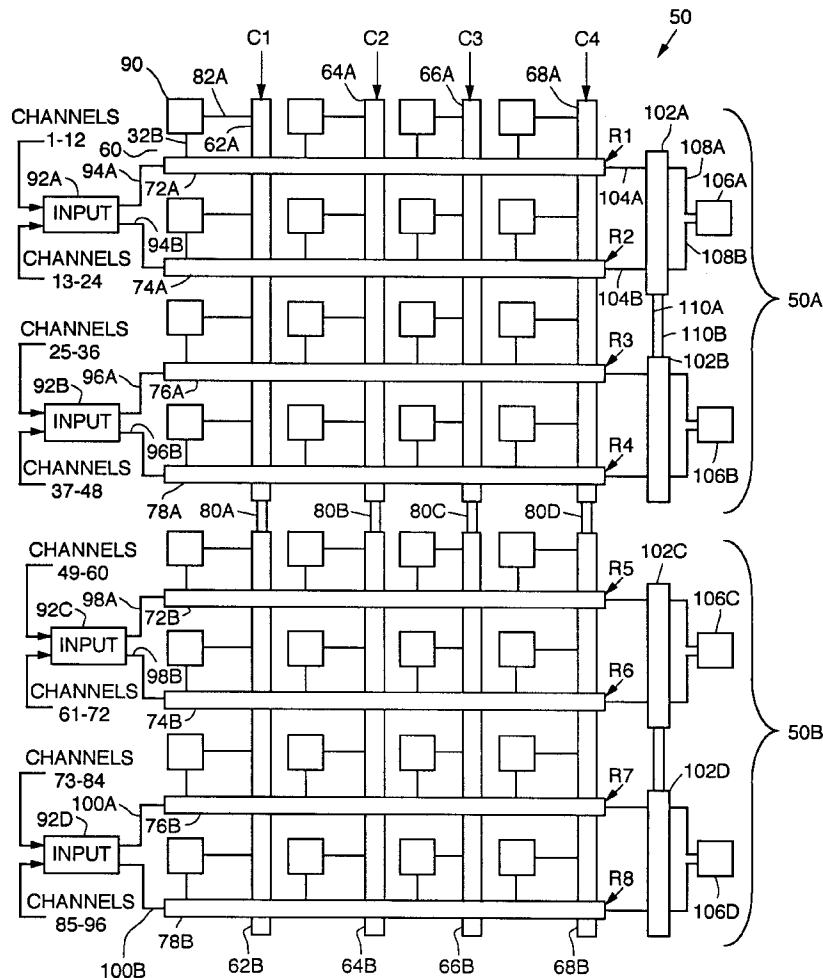 C1 C2 C3 C4 50
90 82A 64A 66A 68A 102A
CHANNELS
1-12
32B
60 62A R1 108A
92A 94A 72A 104A 106A
INPUT
94B R2 108B
CHANNELS
13-24
74A 104B
110A 50A
CHANNELS
25-36
110B
96A R3 102B
92B 76A
INPUT
96B R4
CHANNELS
37-48
78A 106B
80A 80B 80C 80D
CHANNELS
49-60
102C
98A R5
92C 72B 106C
INPUT
98B R6
CHANNELS
61-72
74B
50B
CHANNELS
73-84
102D
100A R7
92D 76B
INPUT
R8
CHANNELS
85-96
106D
78B
100B 62B 64B 66B 68B